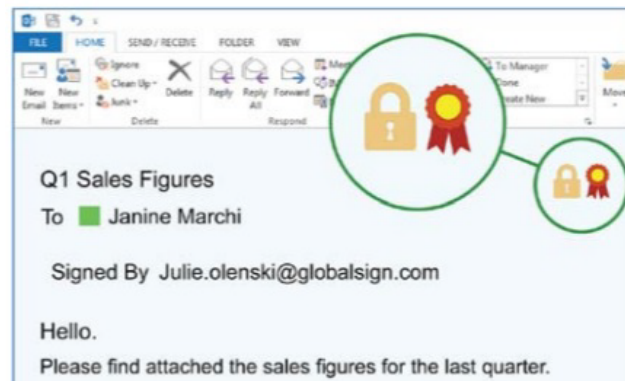 FILE HOME SEND / RECEIVE FOLDER VIEW
New Email
New Items
Ignore
Clean Up
Junk
Delete
Reply
Reply All
Forward
To Manager
Create New
Move
New Delete Respond
Q1 Sales Figures
To Janine Marchi
Signed By Julie.olenski@globalsign.com
Hello.
Please find attached the sales figures for the last quarter.